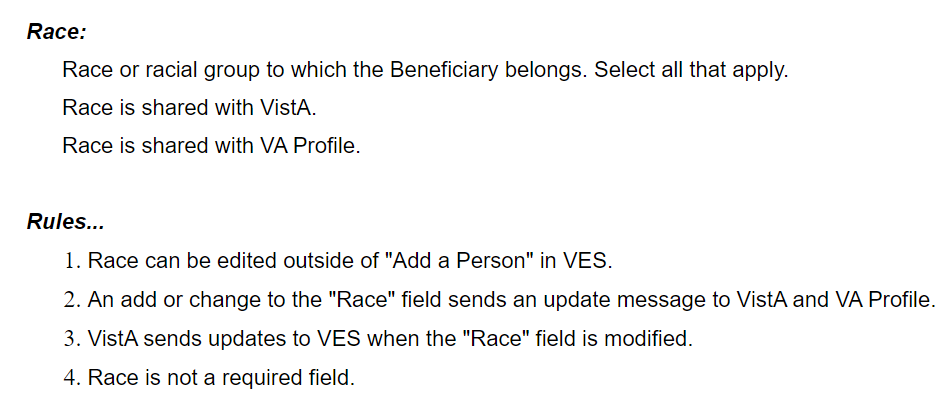 Race:
Race or racial group to which the Beneficiary belongs. Select all that apply.
Race is shared with VistA.
Race is shared with VA Profile.
Rules...
1. Race can be edited outside of "Add a Person" in VES.
2. An add or change to the "Race" field sends an update message to VistA and VA Profile.
3. VistA sends updates to VES when the "Race" field is modified.
4. Race is not a required field.